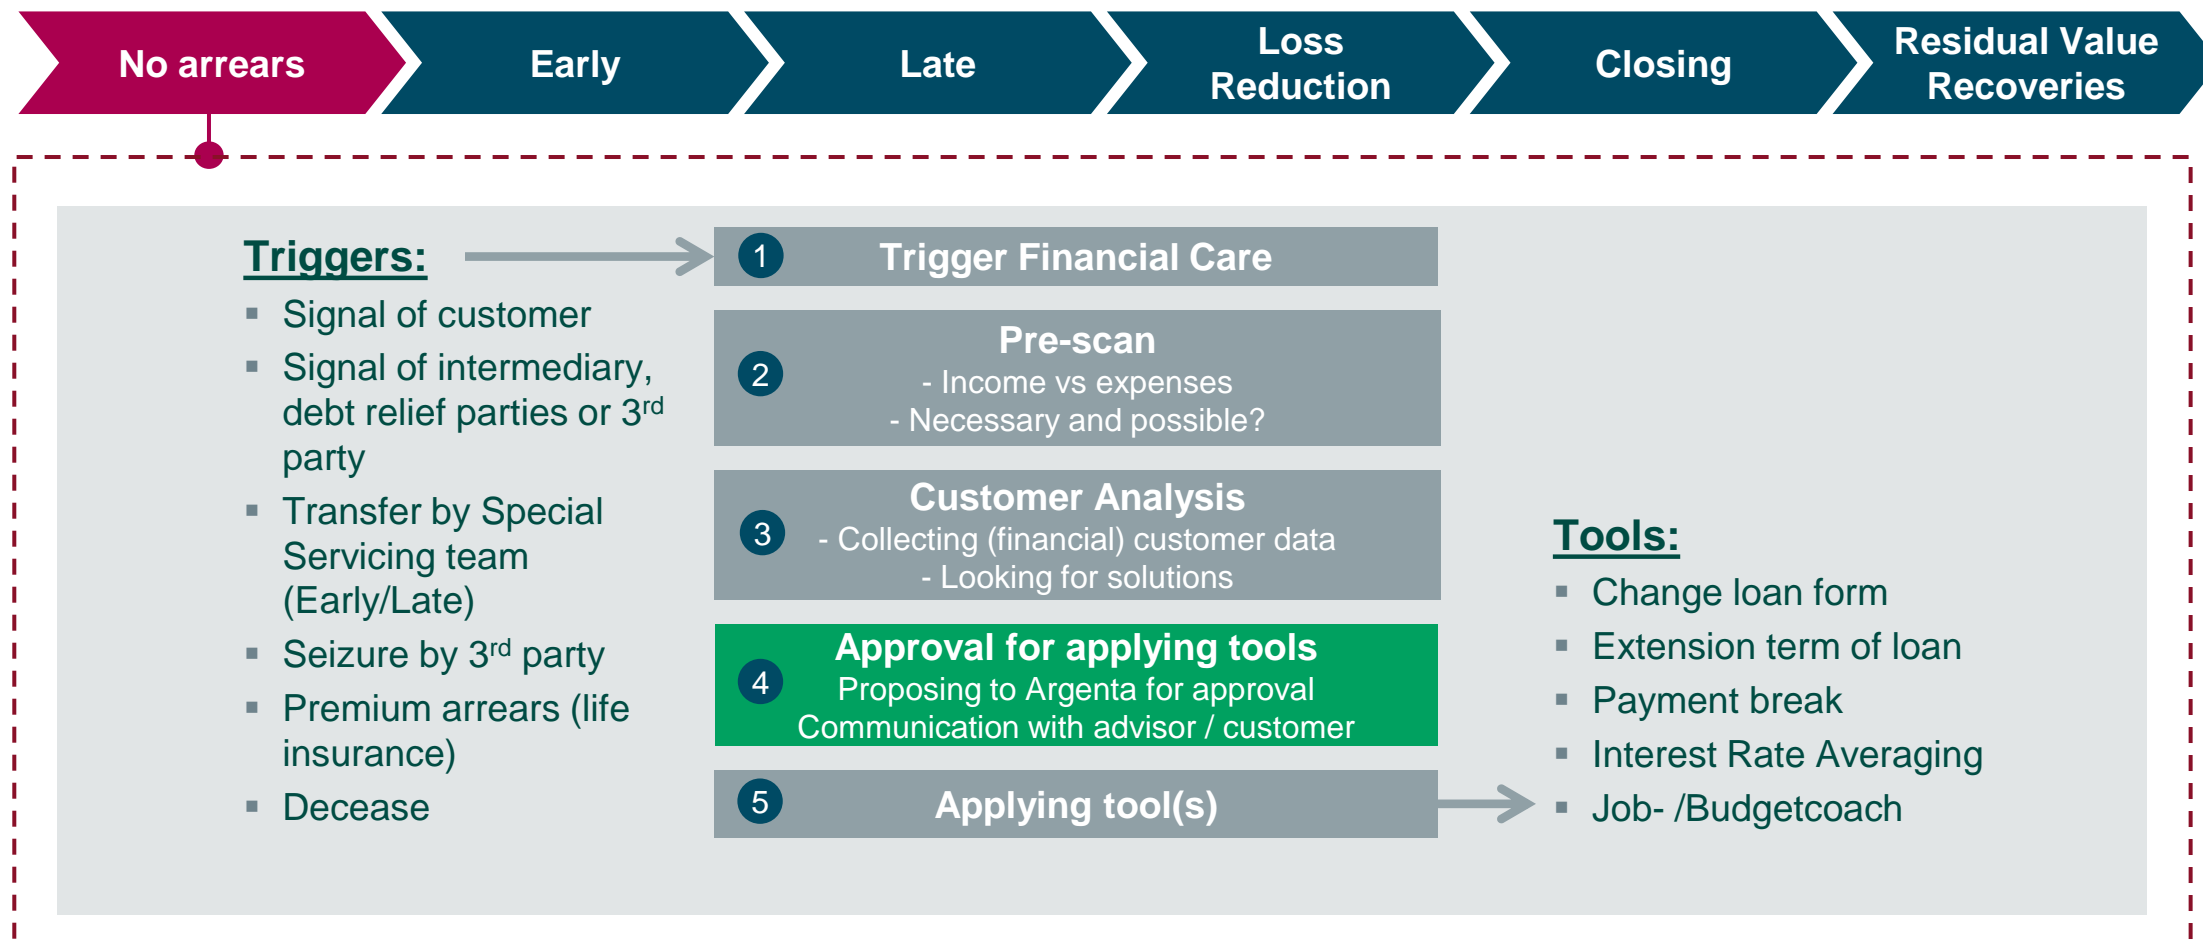 No arrears
Early
Late
Loss
Reduction
Closing
Residual Value
Recoveries
Triggers:
▪ Signal of customer
▪ Signal of intermediary,
debt relief parties or 3rd
party
▪ Transfer by Special
Servicing team
(Early/Late)
▪ Seizure by 3rd party
▪ Premium arrears (life
insurance)
▪ Decease
1 Trigger Financial Care
2 Pre-scan
- Income vs expenses
- Necessary and possible?
3 Customer Analysis
- Collecting (financial) customer data
- Looking for solutions
4 Approval for applying tools
Proposing to Argenta for approval
Communication with advisor / customer
5 Applying tool(s)
Tools:
▪ Change loan form
▪ Extension term of loan
▪ Payment break
▪ Interest Rate Averaging
▪ Job- /Budgetcoach